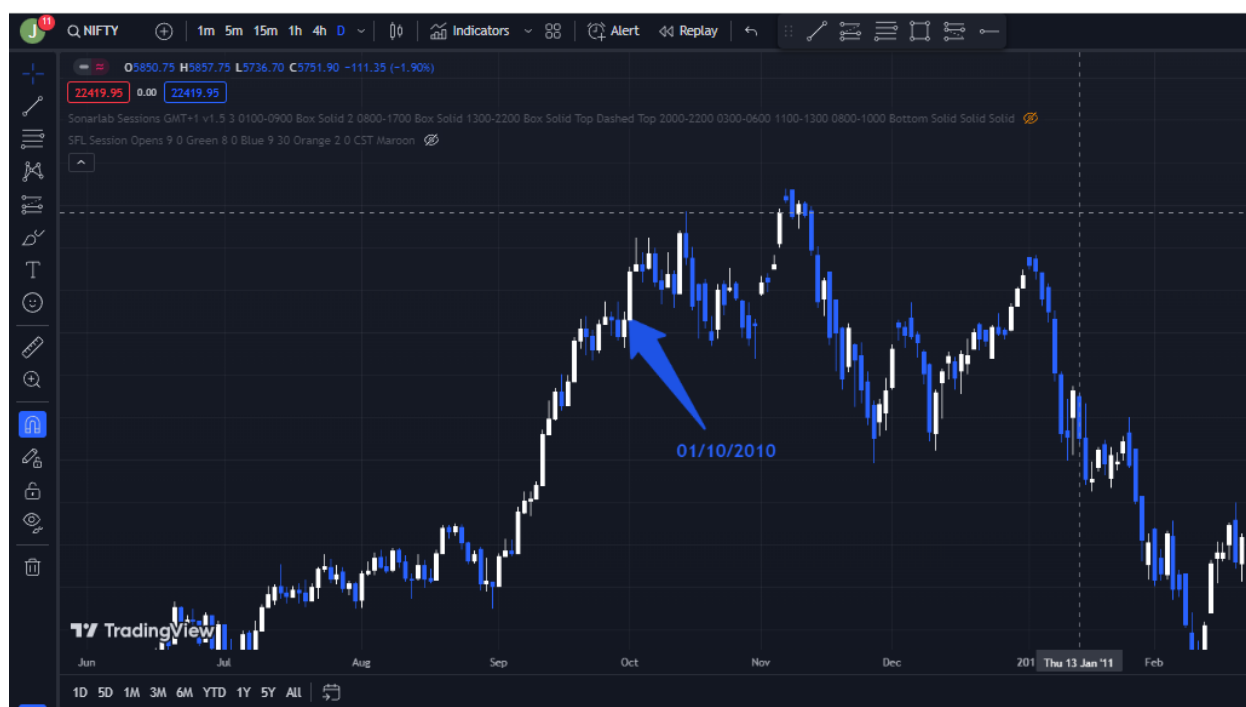 J 11 NIFTY 1m 5m 15m 1h 4h D Indicators Alert Replay
O5850.75 H5857.75 L5736.70 C5751.90 −111.35 (−1.90%)
22419.95 0.00 22419.95
Sonarlab Sessions GMT+1 v1.5 3 0100-0900 Box Solid 2 0800-1700 Box Solid 1300-2200 Box Solid Top Dashed Top 2000-2200 0300-0600 1100-1300 0800-1000 Bottom Solid Solid Solid
SFL Session Opens 9 0 Green 8 0 Blue 9 30 Orange 2 0 CST Maroon
01/10/2010
TradingView
Jun Jul Aug Sep Oct Nov Dec 201 Thu 13 Jan '11 Feb
1D 5D 1M 3M 6M YTD 1Y 5Y All